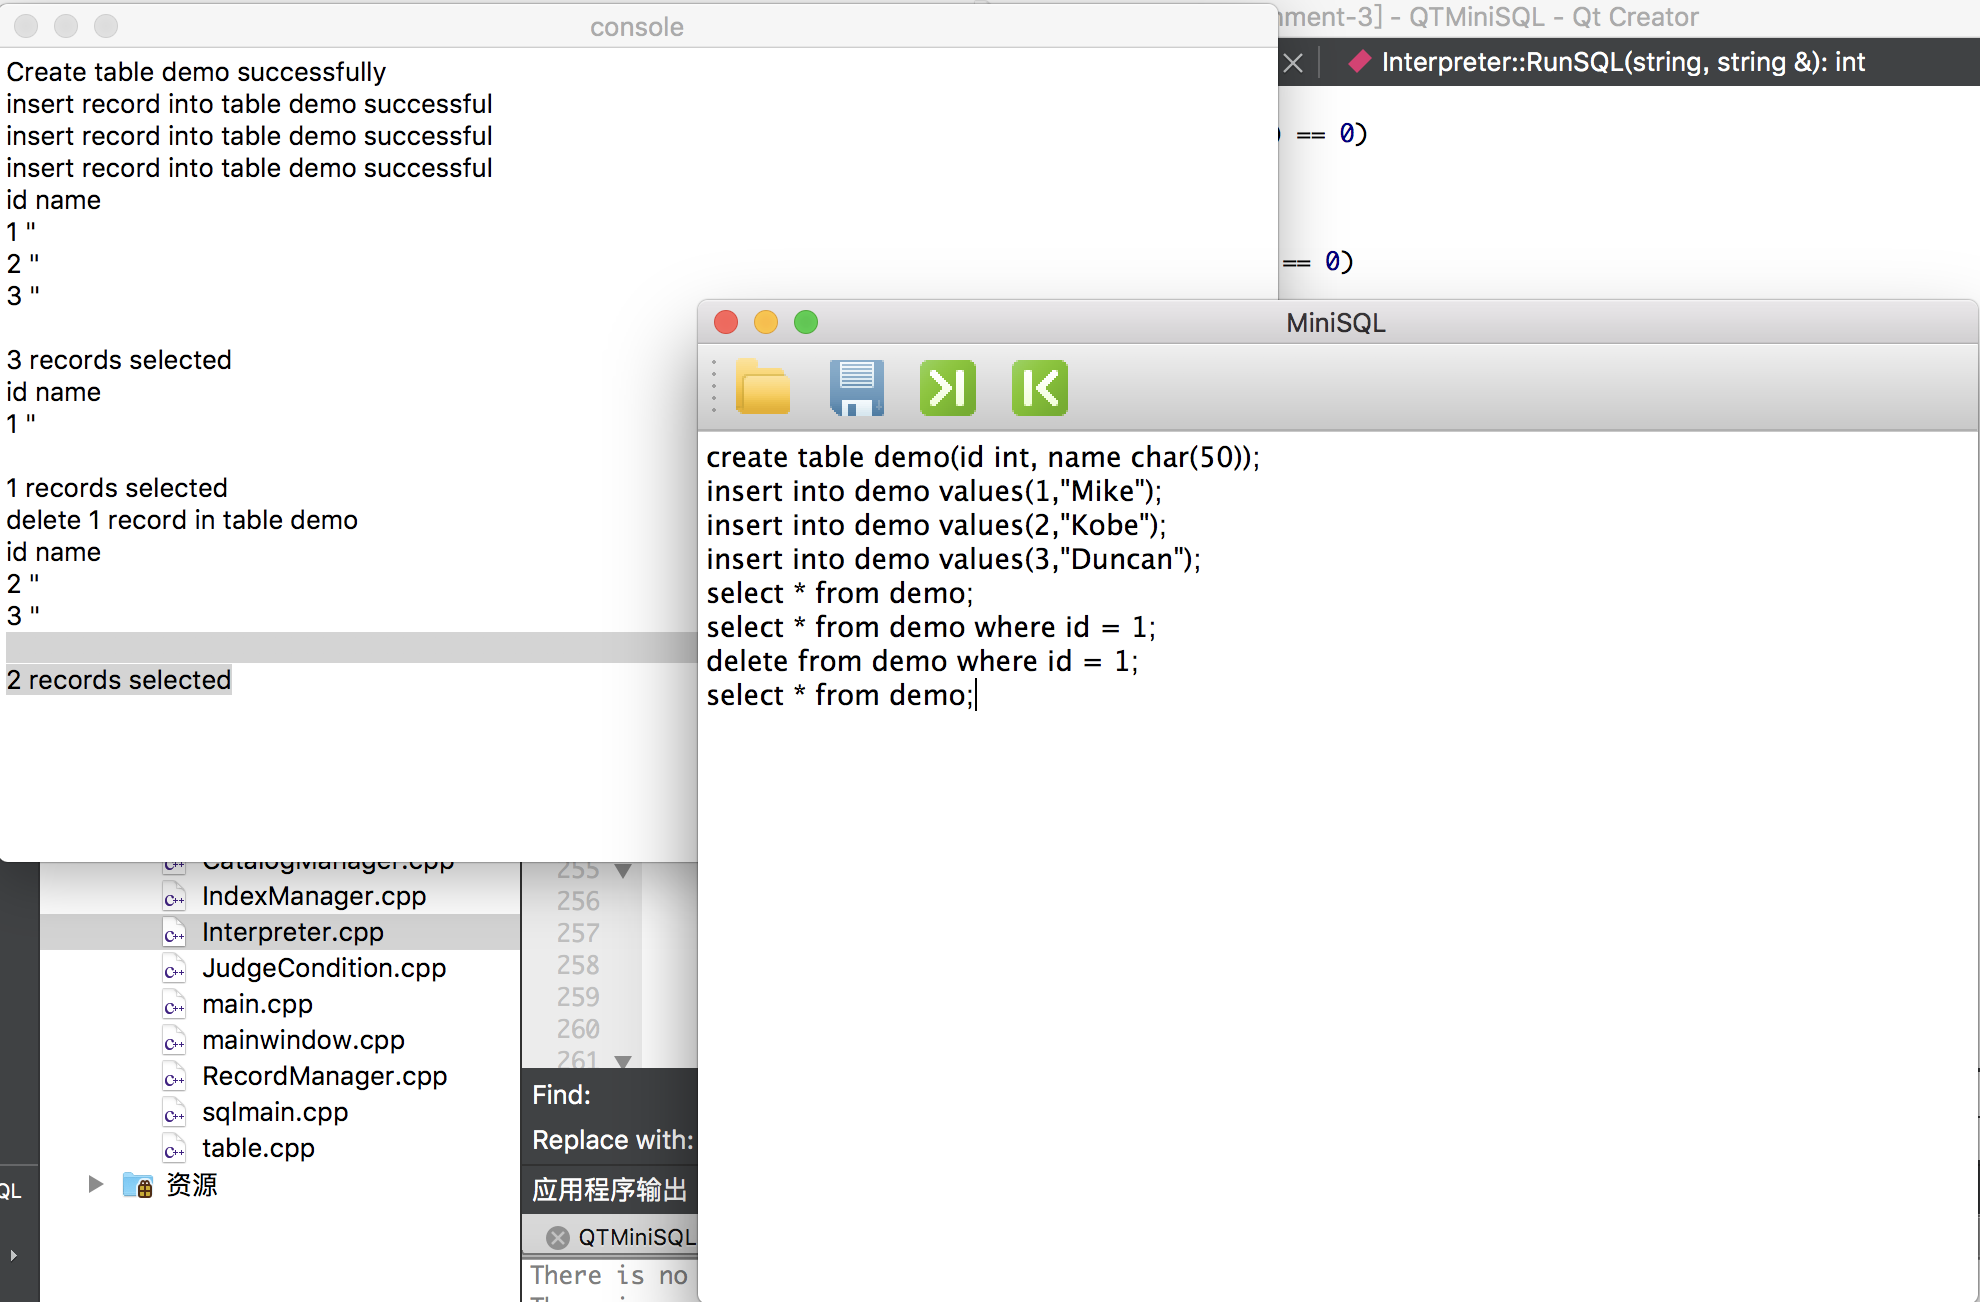 console
Create table demo successfully
insert record into table demo successful
insert record into table demo successful
insert record into table demo successful
id name
1 "
2 "
3 "
3 records selected
id name
1 "
1 records selected
delete 1 record in table demo
id name
2 "
3 "
2 records selected
nment-3] - QTMiniSQL - Qt Creator
Interpreter::RunSQL(string, string &): int
) == 0)
== 0)
MiniSQL
create table demo(id int, name char(50));
insert into demo values(1,"Mike");
insert into demo values(2,"Kobe");
insert into demo values(3,"Duncan");
select * from demo;
select * from demo where id = 1;
delete from demo where id = 1;
select * from demo;
CatalogManager.cpp
IndexManager.cpp
Interpreter.cpp
JudgeCondition.cpp
main.cpp
mainwindow.cpp
RecordManager.cpp
sqlmain.cpp
table.cpp
资源
QL
255
256
257
258
259
260
261
Find:
Replace with:
应用程序输出
QTMiniSQL
There is no